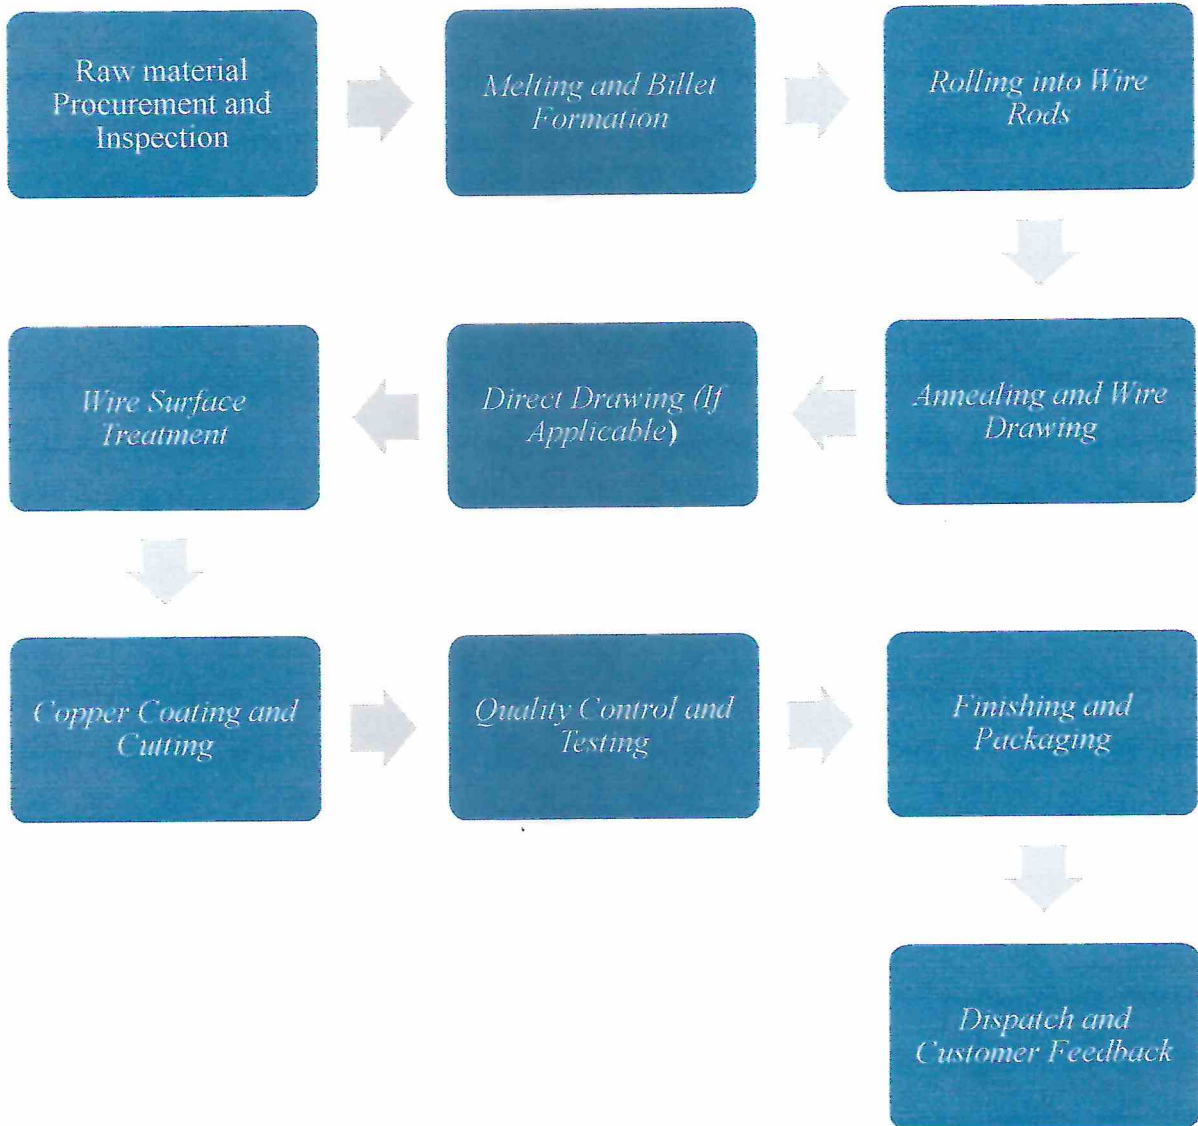 Raw material
Procurement and
Inspection
Melting and Billet
Formation
Rolling into Wire
Rods
Annealing and Wire
Drawing
Direct Drawing (If
Applicable)
Wire Surface
Treatment
Copper Coating and
Cutting
Quality Control and
Testing
Finishing and
Packaging
Dispatch and
Customer Feedback